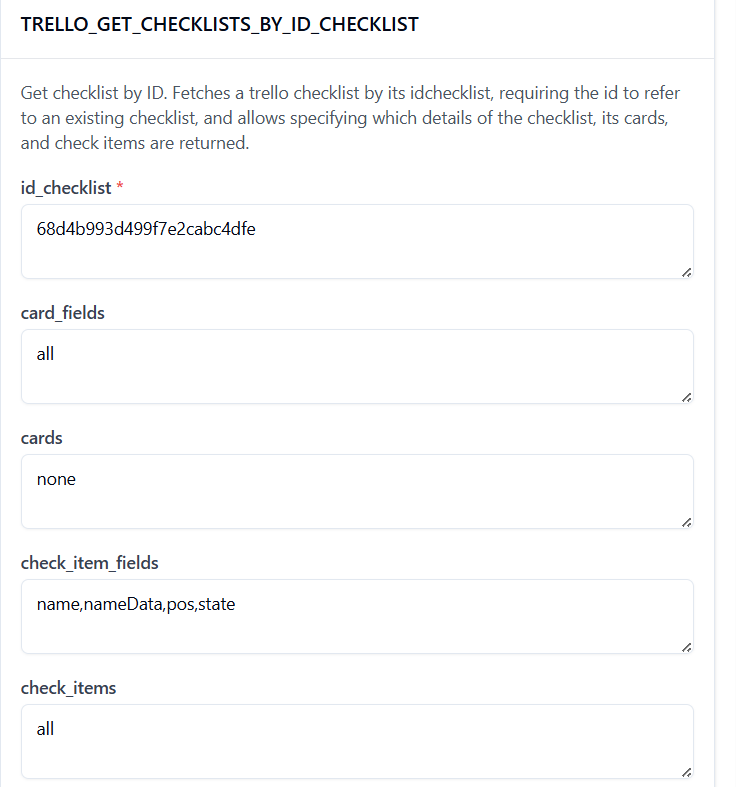 TRELLO_GET_CHECKLISTS_BY_ID_CHECKLIST
Get checklist by ID. Fetches a trello checklist by its idchecklist, requiring the id to refer
to an existing checklist, and allows specifying which details of the checklist, its cards,
and check items are returned.
id_checklist *
68d4b993d499f7e2cabc4dfe
card_fields
all
cards
none
check_item_fields
name,nameData,pos,state
check_items
all